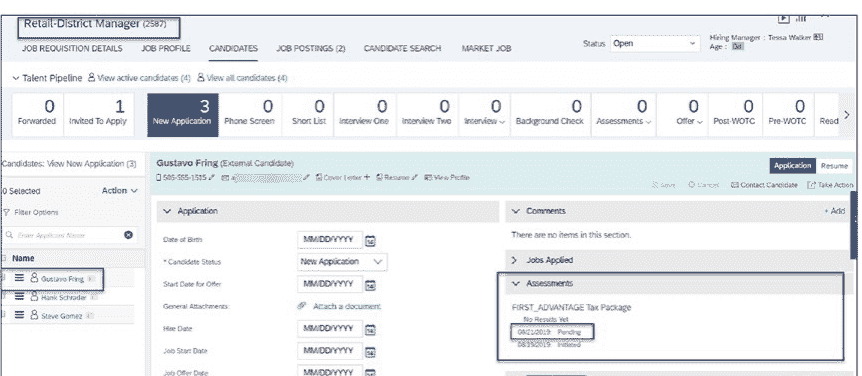 Retail-District Manager (2587)
JOB REQUISITION DETAILS JOB PROFILE CANDIDATES JOB POSTINGS (2) CANDIDATE SEARCH MARKET JOB
Status Open
Hiring Manager : Tessa Walker
Age : 0d
Talent Pipeline View active candidates (4) View all candidates (4)
0 1 3 0 0 0 0 0 0 0 0 0 0
Forwarded Invited To Apply New Application Phone Screen Short List Interview One Interview Two Interview Background Check Assessments Offer Post-WOTC Pre-WOTC Read
Candidates: View New Application (3)
Gustavo Fring (External Candidate)
Application Resume
505-555-1515 Cover Letter + Resume View Profile
0 Selected Action
Save Cancel Contact Candidate Take Action
Filter Options
Enter Applicant Name
Name
Gustavo Fring
Hank Schrader
Steve Gomez
Application
Date of Birth MM/DD/YYYY
* Candidate Status New Application
Start Date for Offer MM/DD/YYYY
General Attachments: Attach a document
Hire Date MM/DD/YYYY
Job Start Date MM/DD/YYYY
Job Offer Date MM/DD/YYYY
Comments + Add
There are no items in this section.
Jobs Applied
Assessments
FIRST_ADVANTAGE Tax Package
No Results Yet
Pending
Initiated